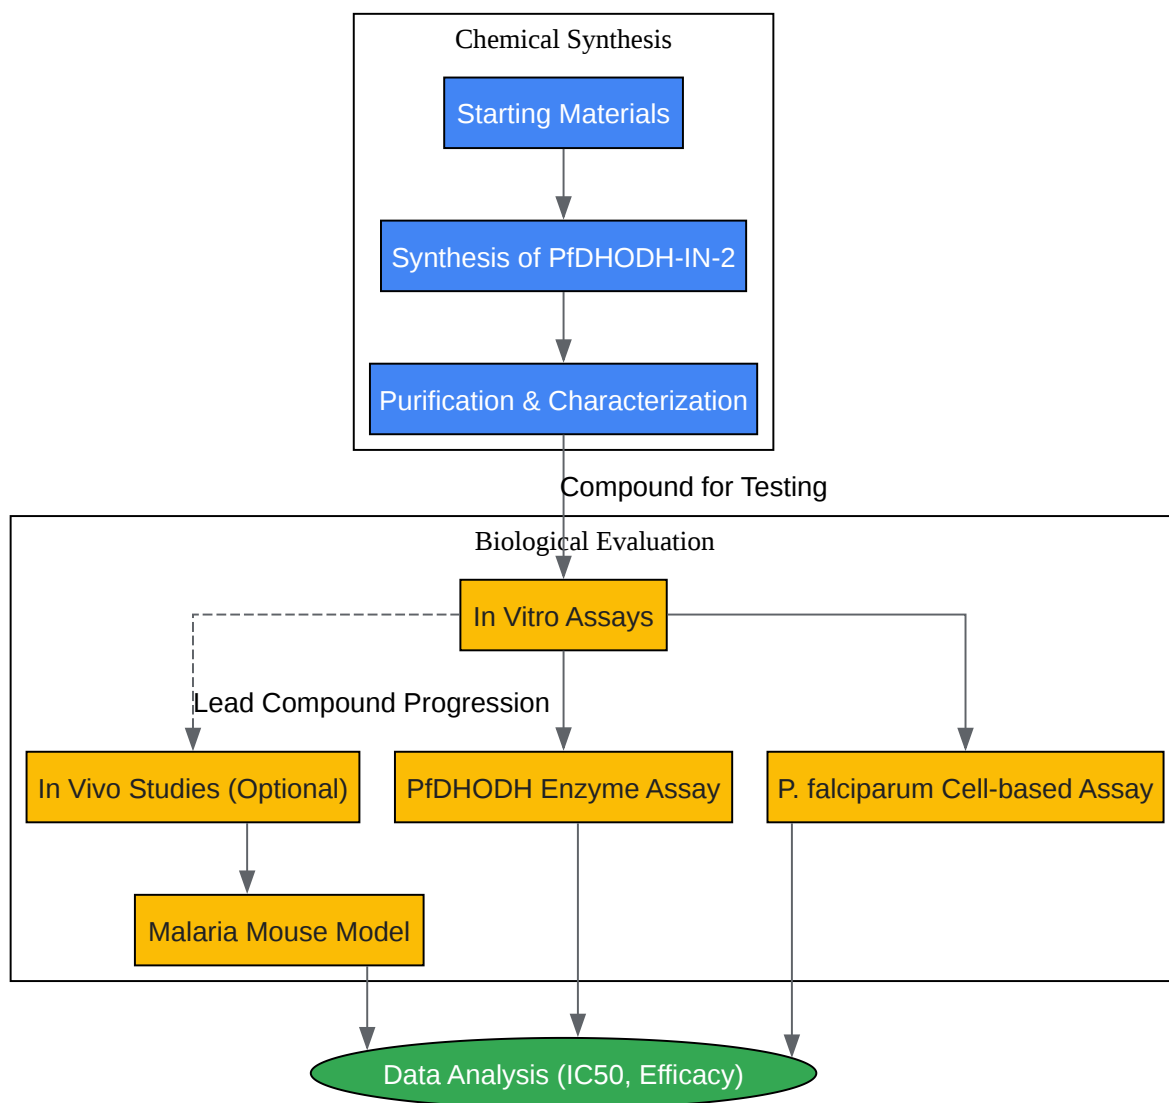 Chemical Synthesis
Starting Materials
Synthesis of PfDHODH-IN-2
Purification & Characterization
Compound for Testing
Biological Evaluation
In Vitro Assays
Lead Compound Progression
In Vivo Studies (Optional)
PfDHODH Enzyme Assay
P. falciparum Cell-based Assay
Malaria Mouse Model
Data Analysis (IC50, Efficacy)